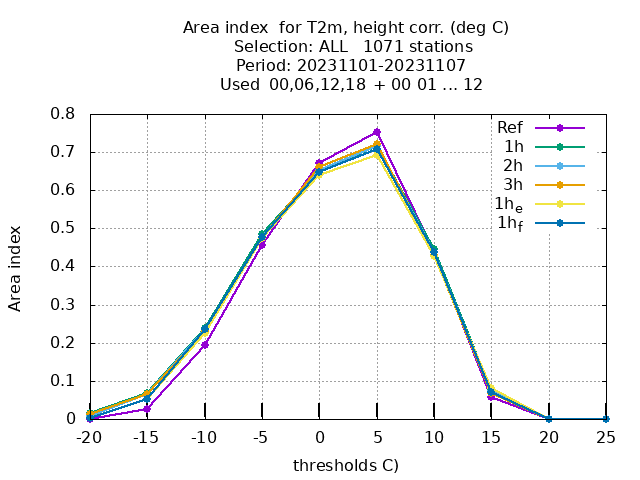 Area index  for T2m, height corr. (deg C)
Selection: ALL   1071 stations
Period: 20231101-20231107
Used  00,06,12,18  + 00 01 ... 12
Ref
1h
2h
3h
1he
1hf
0.8
0.7
0.6
0.5
0.4
0.3
0.2
0.1
0
Area index
-20 -15 -10 -5 0 5 10 15 20 25
thresholds C)